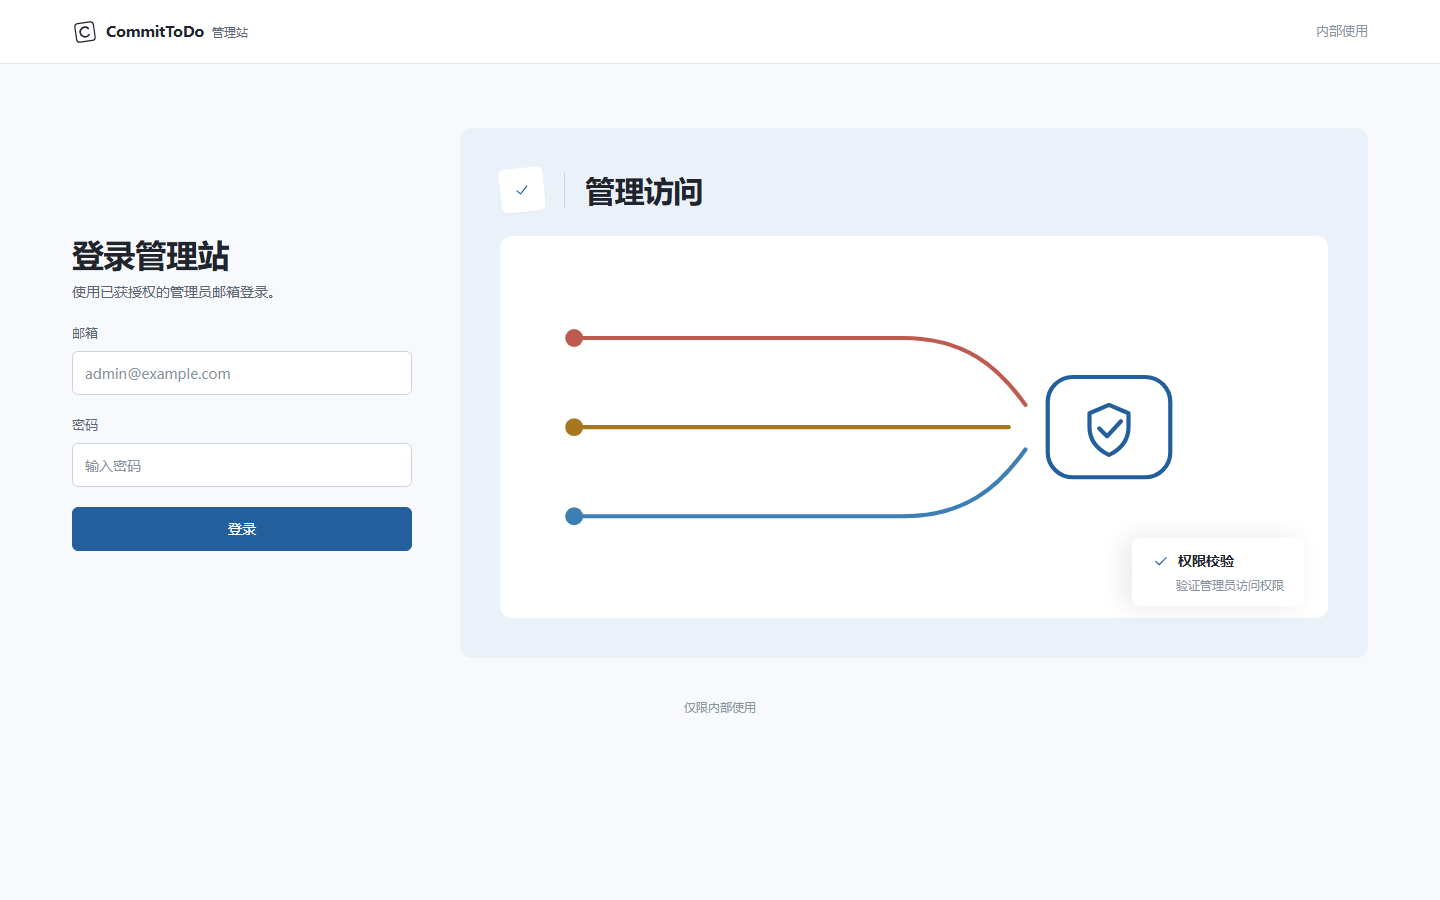 CommitToDo 管理站
内部使用
登录管理站
使用已获授权的管理员邮箱登录。
邮箱
admin@example.com
密码
输入密码
登录
管理访问
权限校验
验证管理员访问权限
仅限内部使用